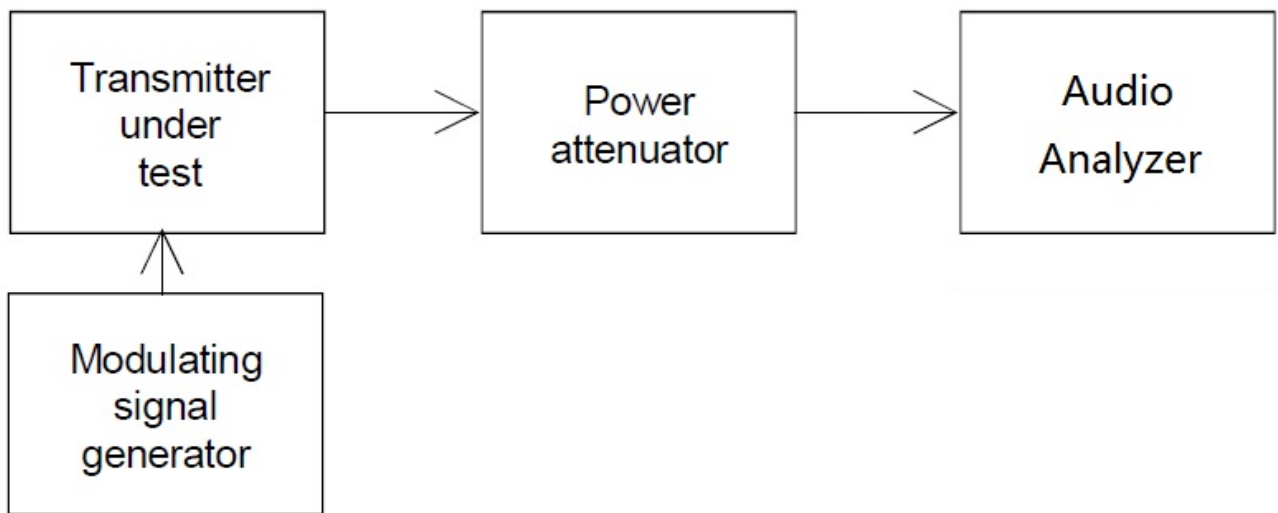 Transmitter
under
test
Power
attenuator
Audio
Analyzer
Modulating
signal
generator